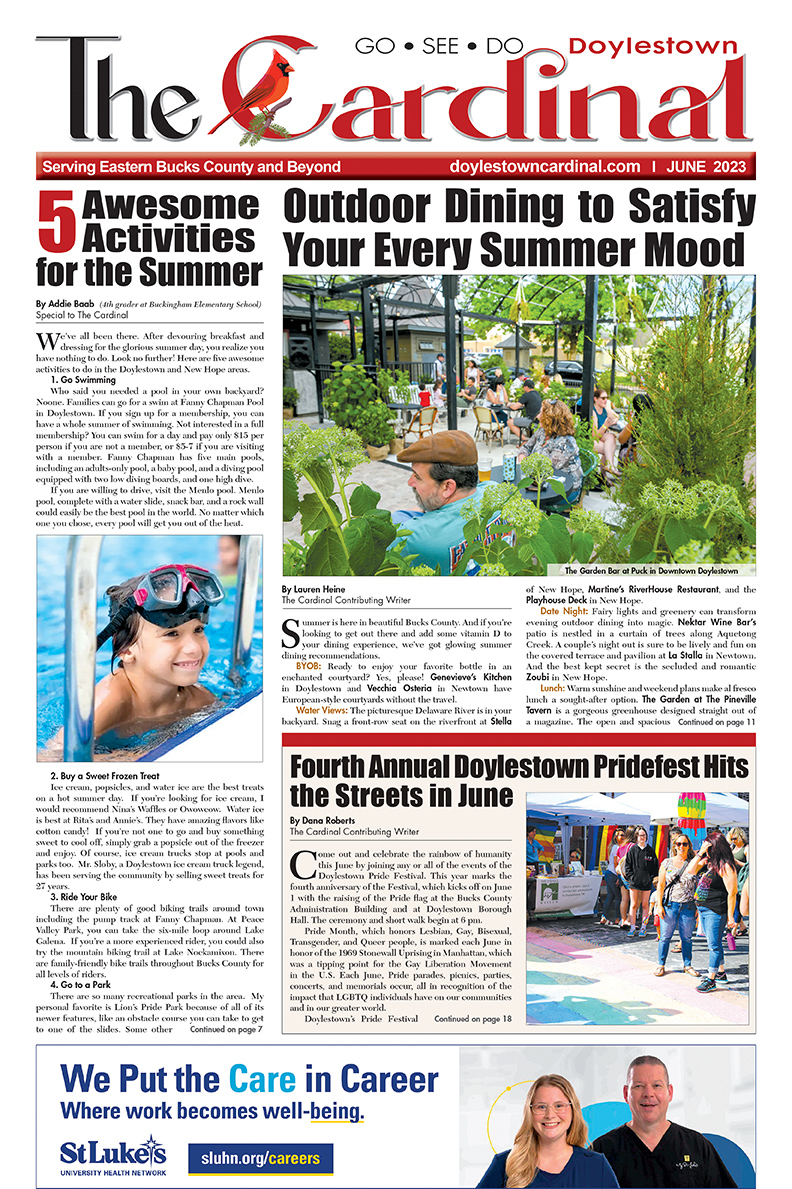 GO • SEE • DO
Doylestown
The Cardinal
Serving Eastern Bucks County and Beyond
doylestowncardinal.com I JUNE 2023
5 Awesome
Activities
for the Summer
By Addie Baab (4th grader at Buckingham Elementary School)
Special to The Cardinal
We've all been there. After devouring breakfast and
dressing for the glorious summer day, you realize you
have nothing to do. Look no further! Here are five awesome
activities to do in the Doylestown and New Hope areas.
1. Go Swimming
Who said you needed a pool in your own backyard?
Noone. Families can go for a swim at Fanny Chapman Pool
in Doylestown. If you sign up for a membership, you can
have a whole summer of swimming. Not interested in a full
membership? You can swim for a day and pay only $15 per
person if you are not a member, or $5-7 if you are visiting
with a member. Fanny Chapman has five main pools,
including an adults-only pool, a baby pool, and a diving pool
equipped with two low diving boards, and one high dive.
If you are willing to drive, visit the Menlo pool. Menlo
pool, complete with a water slide, snack bar, and a rock wall
could easily be the best pool in the world. No matter which
one you chose, every pool will get you out of the heat.
2. Buy a Sweet Frozen Treat
Ice cream, popsicles, and water ice are the best treats
on a hot summer day. If you're looking for ice cream, I
would recommend Nina's Waffles or Owowcow. Water ice
is best at Rita's and Annie's. They have amazing flavors like
cotton candy! If you're not one to go and buy something
sweet to cool off, simply grab a popsicle out of the freezer
and enjoy. Of course, ice cream trucks stop at pools and
parks too. Mr. Sloby, a Doylestown ice cream truck legend,
has been serving the community by selling sweet treats for
27 years.
3. Ride Your Bike
There are plenty of good biking trails around town
including the pump track at Fanny Chapman. At Peace
Valley Park, you can take the six-mile loop around Lake
Galena. If you're a more experienced rider, you could also
try the mountain biking trail at Lake Nockamixon. There
are family-friendly bike trails throughout Bucks County for
all levels of riders.
4. Go to a Park
There are so many recreational parks in the area. My
personal favorite is Lion's Pride Park because of all of its
newer features, like an obstacle course you can take to get
to one of the slides. Some other Continued on page 7
Outdoor Dining to Satisfy
Your Every Summer Mood
The Garden Bar at Puck in Downtown Doylestown
By Lauren Heine
The Cardinal Contributing Writer
Summer is here in beautiful Bucks County. And if you're
looking to get out there and add some vitamin D to
your dining experience, we've got glowing summer
dining recommendations.
BYOB: Ready to enjoy your favorite bottle in an
enchanted courtyard? Yes, please! Genevieve's Kitchen
in Doylestown and Vecchia Osteria in Newtown have
European-style courtyards without the travel.
Water Views: The picturesque Delaware River is in your
backyard. Snag a front-row seat on the riverfront at Stella
of New Hope, Martine's RiverHouse Restaurant, and the
Playhouse Deck in New Hope.
Date Night: Fairy lights and greenery can transform
evening outdoor dining into magic. Nektar Wine Bar's
patio is nestled in a curtain of trees along Aquetong
Creek. A couple's night out is sure to be lively and fun on
the covered terrace and pavilion at La Stalla in Newtown.
And the best kept secret is the secluded and romantic
Zoubi in New Hope.
Lunch: Warm sunshine and weekend plans make al fresco
lunch a sought-after option. The Garden at The Pineville
Tavern is a gorgeous greenhouse designed straight out of
a magazine. The open and spacious Continued on page 11
Fourth Annual Doylestown Pridefest Hits
the Streets in June
By Dana Roberts
The Cardinal Contributing Writer
Come out and celebrate the rainbow of humanity
this June by joining any or all of the events of the
Doylestown Pride Festival. This year marks the
fourth anniversary of the Festival, which kicks off on June
1 with the raising of the Pride flag at the Bucks County
Administration Building and at Doylestown Borough
Hall. The ceremony and short walk begin at 6 pm.
Pride Month, which honors Lesbian, Gay, Bisexual,
Transgender, and Queer people, is marked each June in
honor of the 1969 Stonewall Uprising in Manhattan, which
was a tipping point for the Gay Liberation Movement
in the U.S. Each June, Pride parades, picnics, parties,
concerts, and memorials occur, all in recognition of the
impact that LGBTQ individuals have on our communities
and in our greater world.
Doylestown's Pride Festival Continued on page 18
We Put the Care in Career
Where work becomes well-being.
St Luke's
UNIVERSITY HEALTH NETWORK
sluhn.org/careers